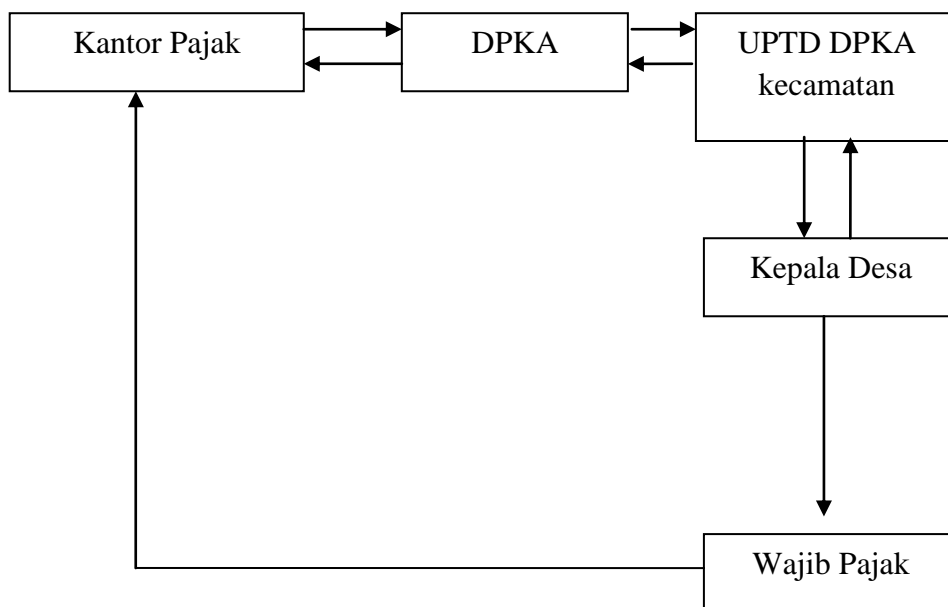 Kantor Pajak
DPKA
UPTD DPKA
kecamatan
Kepala Desa
Wajib Pajak